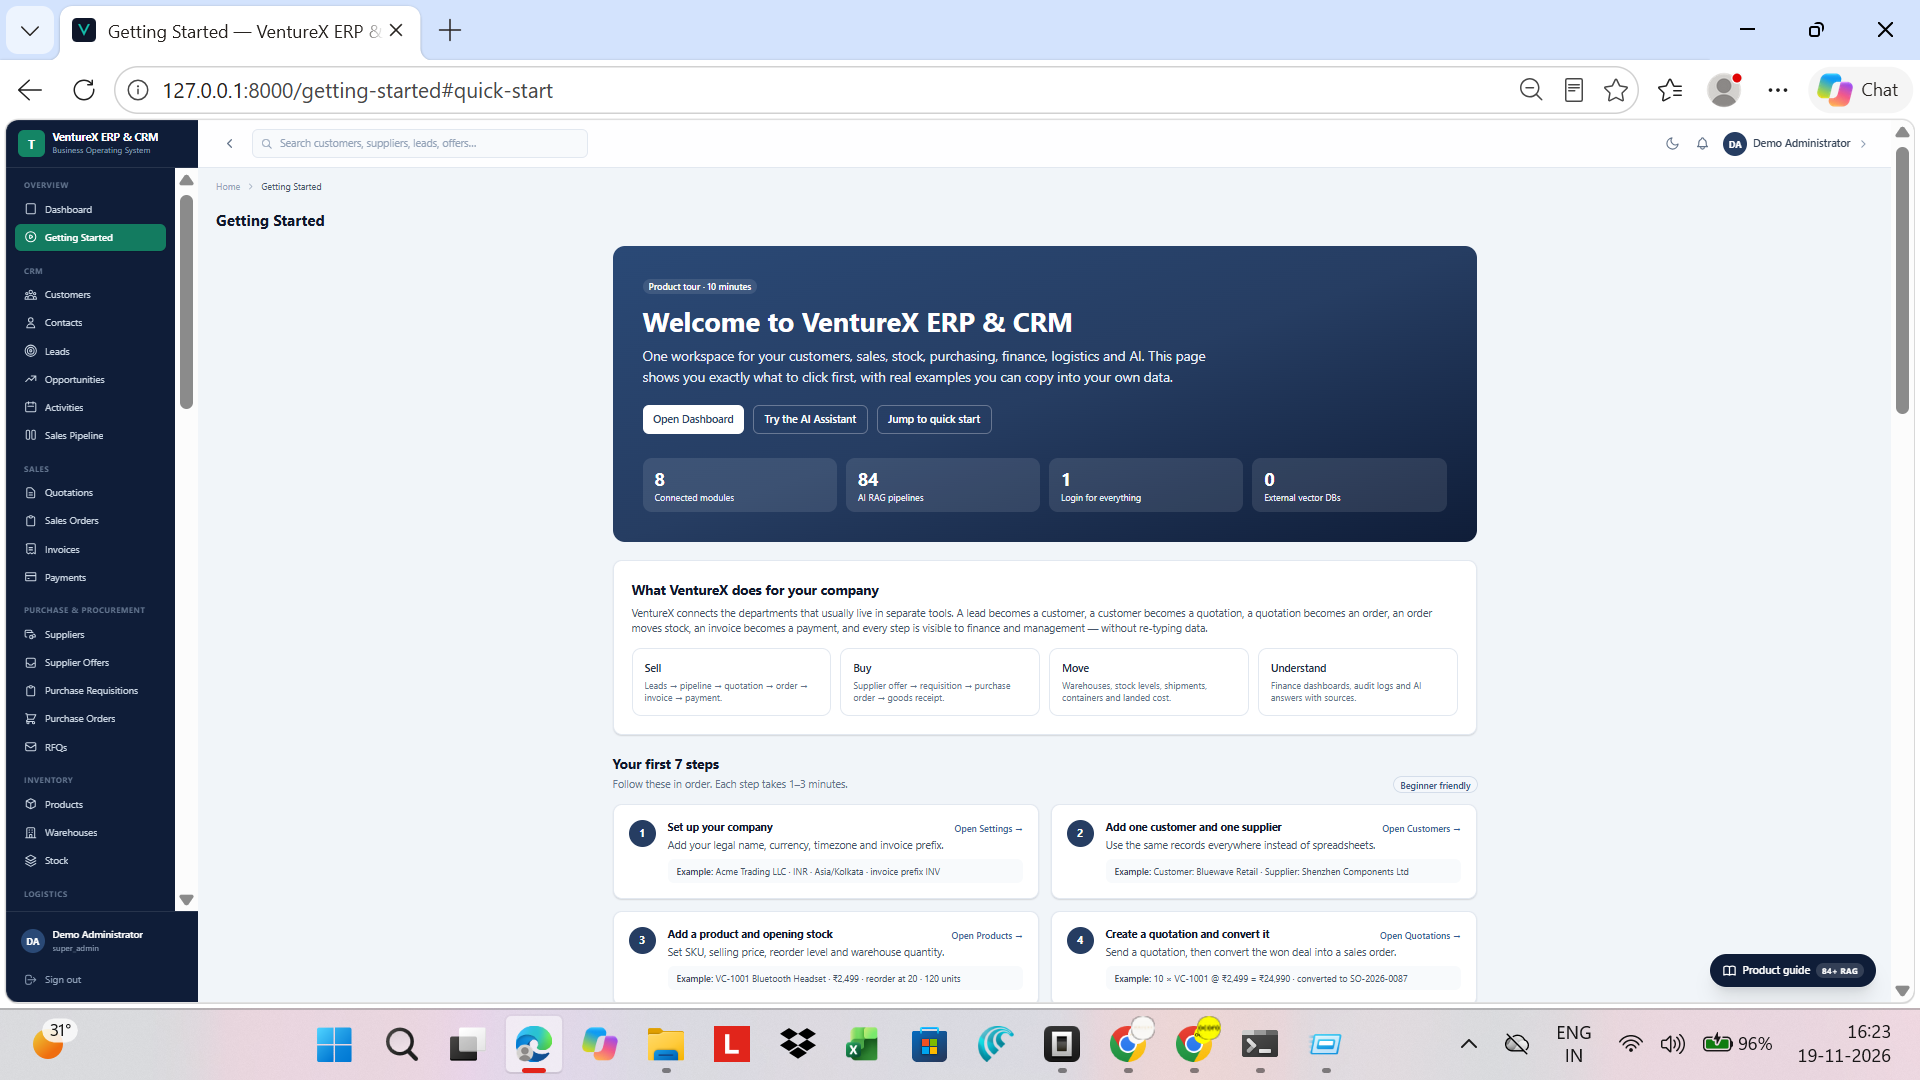 Getting Started — VentureX ERP &
127.0.0.1:8000/getting-started#quick-start
Chat
T
VentureX ERP & CRM
Business Operating System
Search customers, suppliers, leads, offers...
DA
Demo Administrator
OVERVIEW
Dashboard
Getting Started
CRM
Customers
Contacts
Leads
Opportunities
Activities
Sales Pipeline
SALES
Quotations
Sales Orders
Invoices
Payments
PURCHASE & PROCUREMENT
Suppliers
Supplier Offers
Purchase Requisitions
Purchase Orders
RFQs
INVENTORY
Products
Warehouses
Stock
LOGISTICS
DA
Demo Administrator
super_admin
Sign out
Home > Getting Started
Getting Started
Product tour · 10 minutes
Welcome to VentureX ERP & CRM
One workspace for your customers, sales, stock, purchasing, finance, logistics and AI. This page
shows you exactly what to click first, with real examples you can copy into your own data.
Open Dashboard
Try the AI Assistant
Jump to quick start
8
Connected modules
84
AI RAG pipelines
1
Login for everything
0
External vector DBs
What VentureX does for your company
VentureX connects the departments that usually live in separate tools. A lead becomes a customer, a customer becomes a quotation, a quotation becomes an order, an order
moves stock, an invoice becomes a payment, and every step is visible to finance and management — without re-typing data.
Sell
Leads → pipeline → quotation → order →
invoice → payment.
Buy
Supplier offer → requisition → purchase
order → goods receipt.
Move
Warehouses, stock levels, shipments,
containers and landed cost.
Understand
Finance dashboards, audit logs and AI
answers with sources.
Your first 7 steps
Follow these in order. Each step takes 1–3 minutes.
Beginner friendly
1
Set up your company
Open Settings →
Add your legal name, currency, timezone and invoice prefix.
Example: Acme Trading LLC · INR · Asia/Kolkata · invoice prefix INV
2
Add one customer and one supplier
Open Customers →
Use the same records everywhere instead of spreadsheets.
Example: Customer: Bluewave Retail · Supplier: Shenzhen Components Ltd
3
Add a product and opening stock
Open Products →
Set SKU, selling price, reorder level and warehouse quantity.
Example: VC-1001 Bluetooth Headset · ₹2,499 · reorder at 20 · 120 units
4
Create a quotation and convert it
Open Quotations →
Send a quotation, then convert the won deal into a sales order.
Example: 10 × VC-1001 @ ₹2,499 = ₹24,990 · converted to SO-2026-0087
Product guide 84+ RAG
31°
L
ENG
IN
96%
16:23
19-11-2026